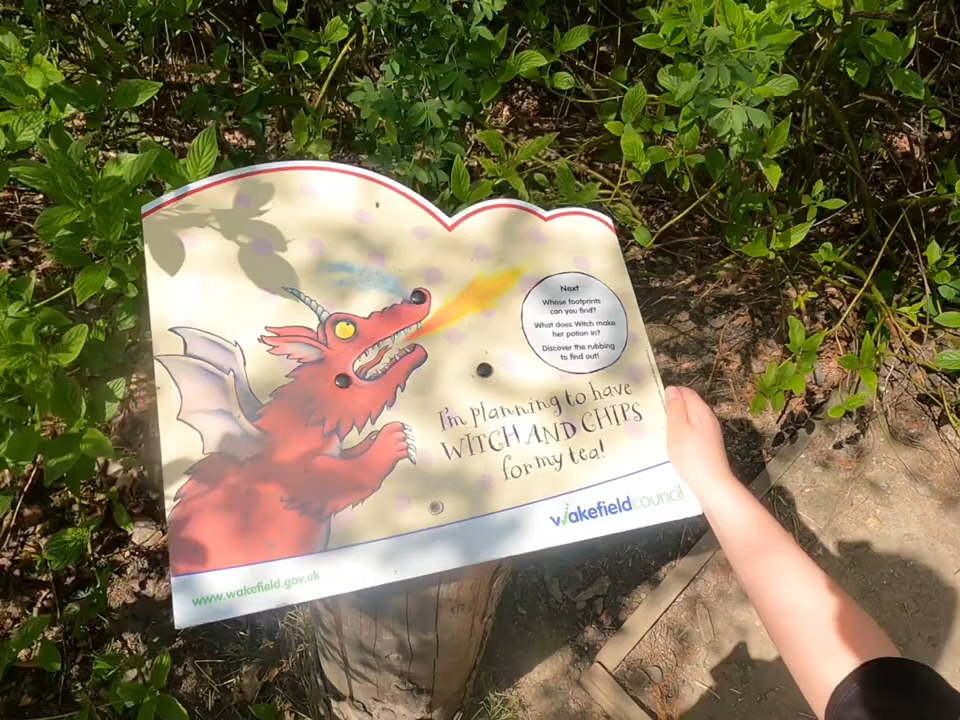 Next
Whose footprints
can you find?
What does Witch make
her potion in?
Discover the rubbing
to find out!
I'm planning to have
WITCH AND CHIPS
for my tea!
wakefieldcouncil
www.wakefield.gov.uk